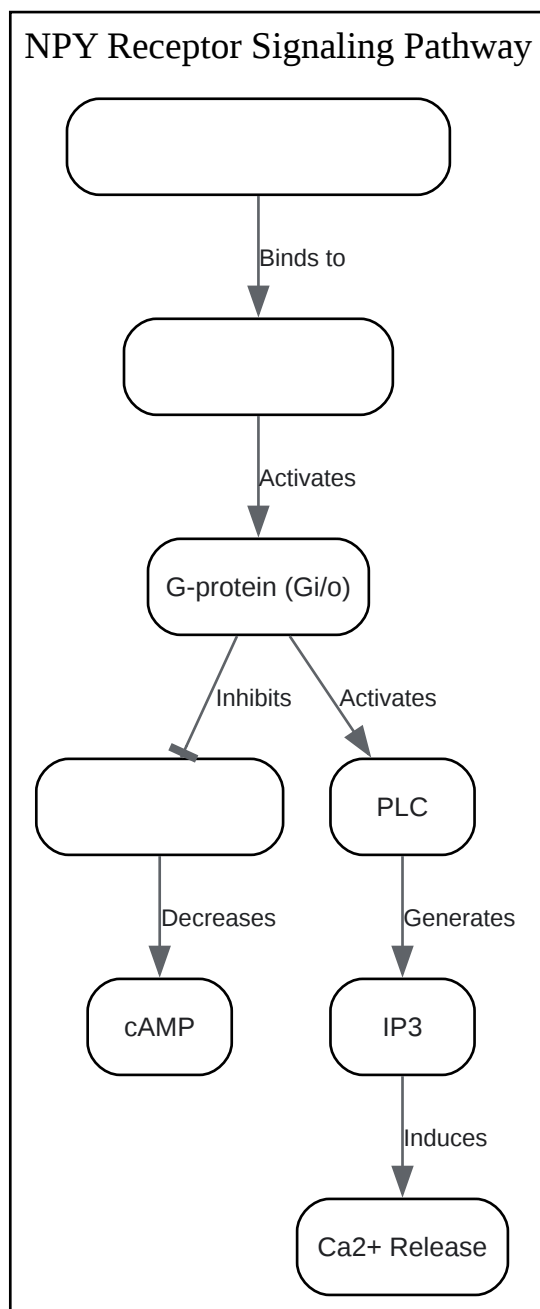 NPY Receptor Signaling Pathway
Binds to
Activates
G-protein (Gi/o)
Inhibits
Activates
PLC
Decreases
Generates
cAMP
IP3
Induces
Ca2+ Release